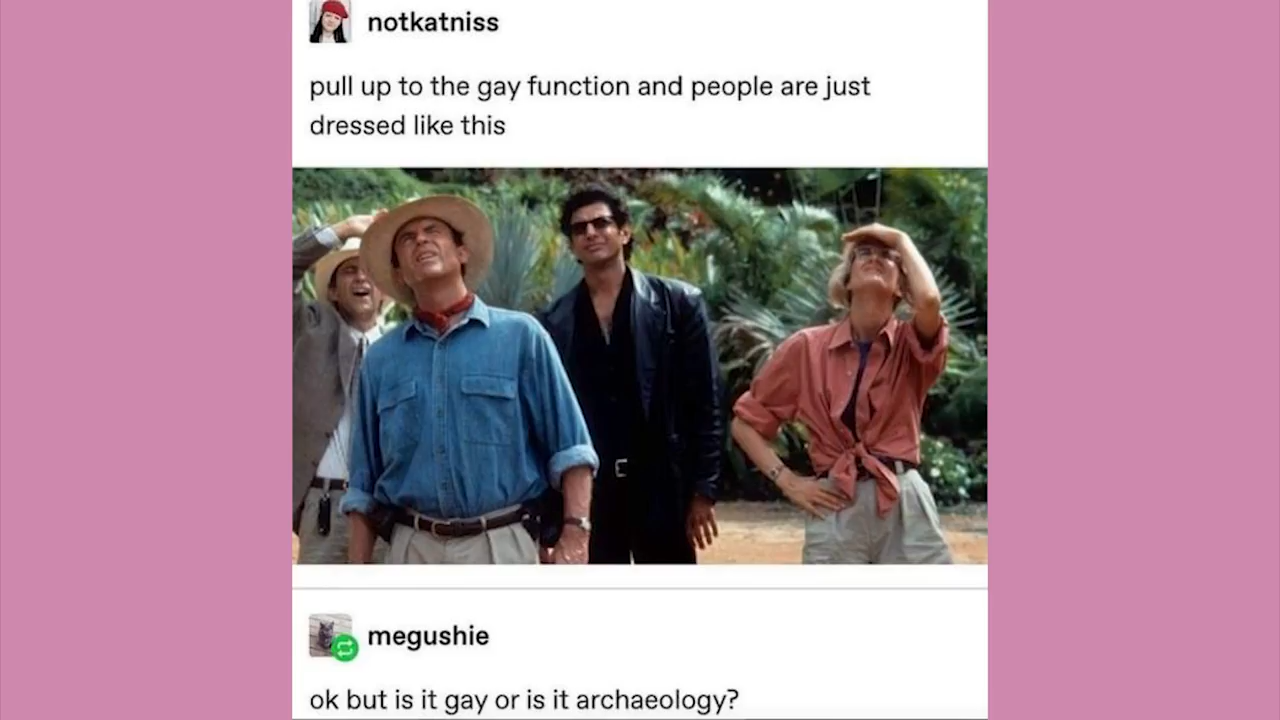 notkatniss
pull up to the gay function and people are just
dressed like this
megushie
ok but is it gay or is it archaeology?